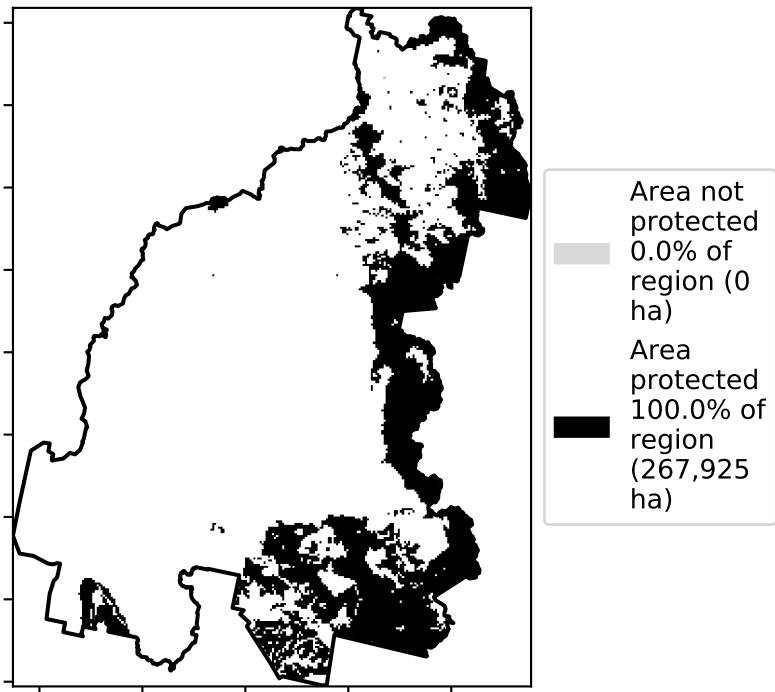 Area not
protected
0.0% of
region (0
ha)
Area
protected
100.0% of
region
(267,925
ha)